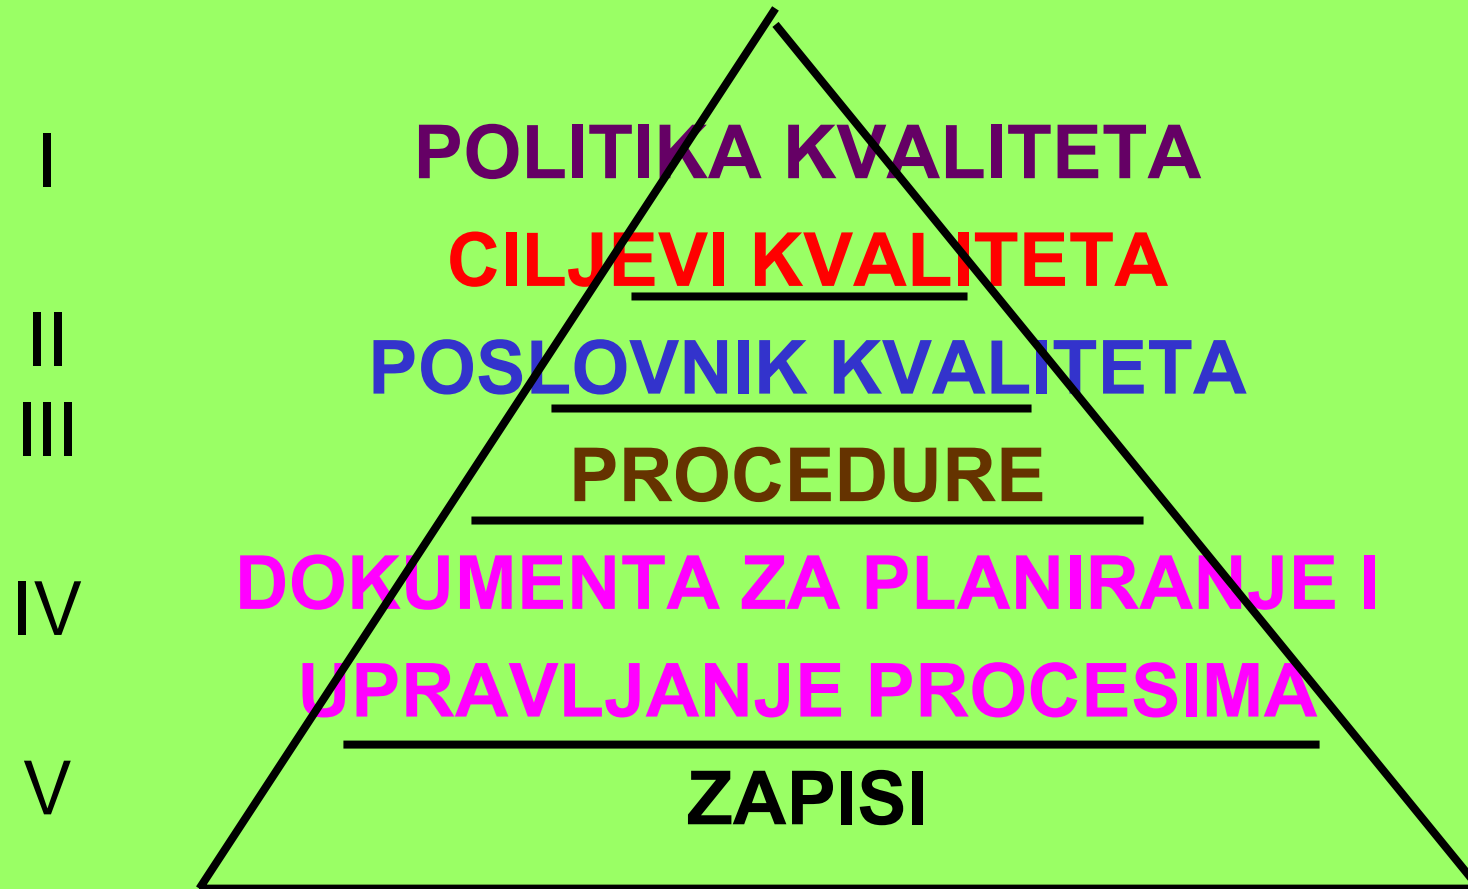 I
POLITIKA KVALITETA
CILJEVI KVALITETA
II
POSLOVNIK KVALITETA
III
PROCEDURE
IV
DOKUMENTA ZA PLANIRANJE I
UPRAVLJANJE PROCESIMA
V
ZAPISI